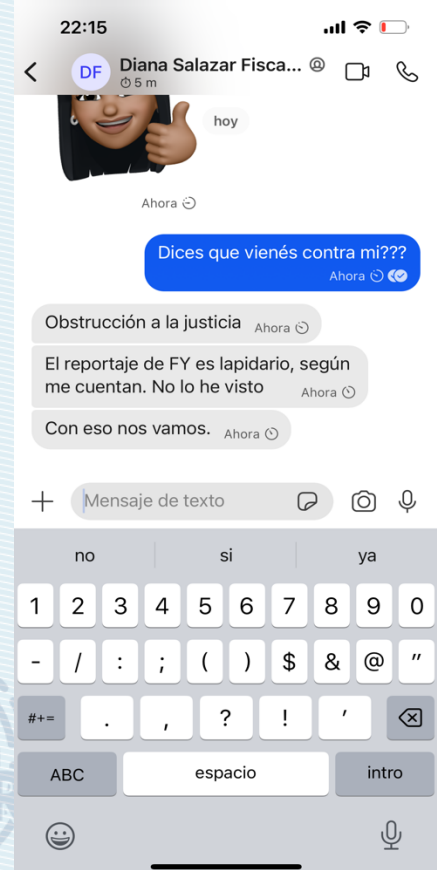 22:15
DF
Diana Salazar Fisca...
5 m
hoy
Ahora
Dices que vienés contra mi???
Ahora
Obstrucción a la justicia Ahora
El reportaje de FY es lapidario, según
me cuentan. No lo he visto Ahora
Con eso nos vamos. Ahora
Mensaje de texto
no si ya
1 2 3 4 5 6 7 8 9 0
- / : ; ( ) $ & @ "
#+= . , ? ! '
ABC espacio intro